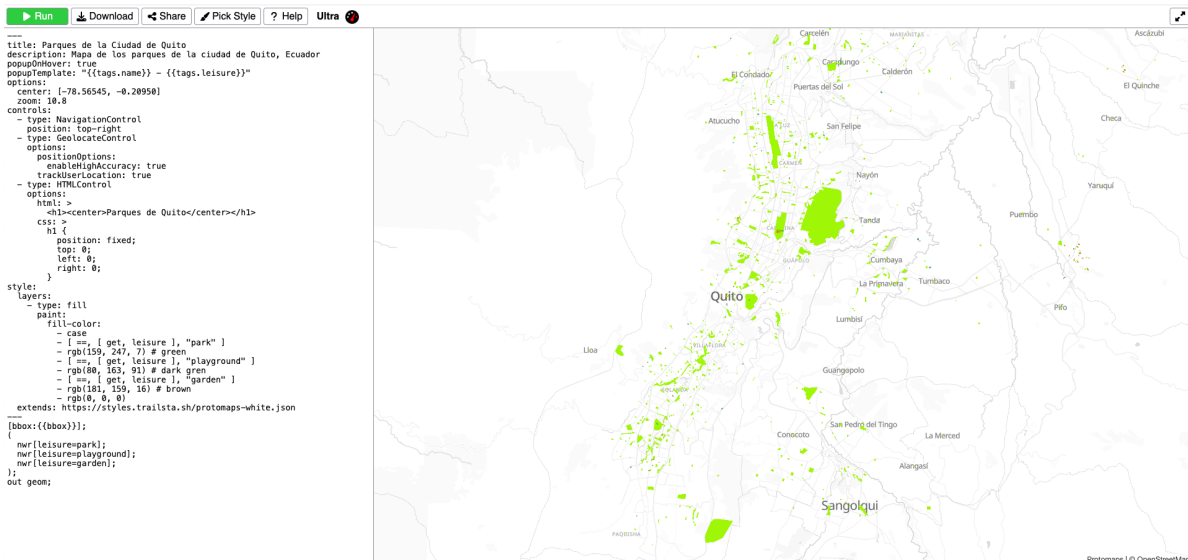 Run Download Share Pick Style ? Help Ultra
---
title: Parques de la Ciudad de Quito
description: Mapa de los parques de la ciudad de Quito, Ecuador
popupOnHover: true
popupTemplate: "{{tags.name}} - {{tags.leisure}}"
options:
  center: [-78.56545, -0.20950]
  zoom: 10.8
controls:
  - type: NavigationControl
    position: top-right
  - type: GeolocateControl
    options:
      positionOptions:
        enableHighAccuracy: true
      trackUserLocation: true
  - type: HTMLControl
    options:
      html: >
        <h1><center>Parques de Quito</center></h1>
      css: >
        h1 {
          position: fixed;
          top: 0;
          left: 0;
          right: 0;
        }
style:
  layers:
    - type: fill
      paint:
        fill-color:
          - case
          - [ ==, [ get, leisure ], "park" ]
          - rgb(159, 247, 7) # green
          - [ ==, [ get, leisure ], "playground" ]
          - rgb(80, 163, 91) # dark gren
          - [ ==, [ get, leisure ], "garden" ]
          - rgb(181, 159, 16) # brown
          - rgb(0, 0, 0)
  extends: https://styles.trailsta.sh/protomaps-white.json
---
[bbox:{{bbox}}];
(
  nwr[leisure=park];
  nwr[leisure=playground];
  nwr[leisure=garden];
);
out geom;
Carcelén
MARIANITAS
Ascázubi
Carapungo
Calderón
El Condado
Puertas del Sol
El Quinche
Atucucho
San Felipe
Checa
CARMEN
Nayón
Yaruquí
Puembo
Tanda
CAROLINA
Cumbaya
GUÁPULO
La Primavera
Tumbaco
Quito
Pifo
Lumbisí
VILLAFLORA
Lloa
Guangopolo
SOLANDA
San Pedro del Tingo
Conocoto
La Merced
Alangasí
Sangolqui
PAQUISHA
Protomaps | © OpenStreetMap